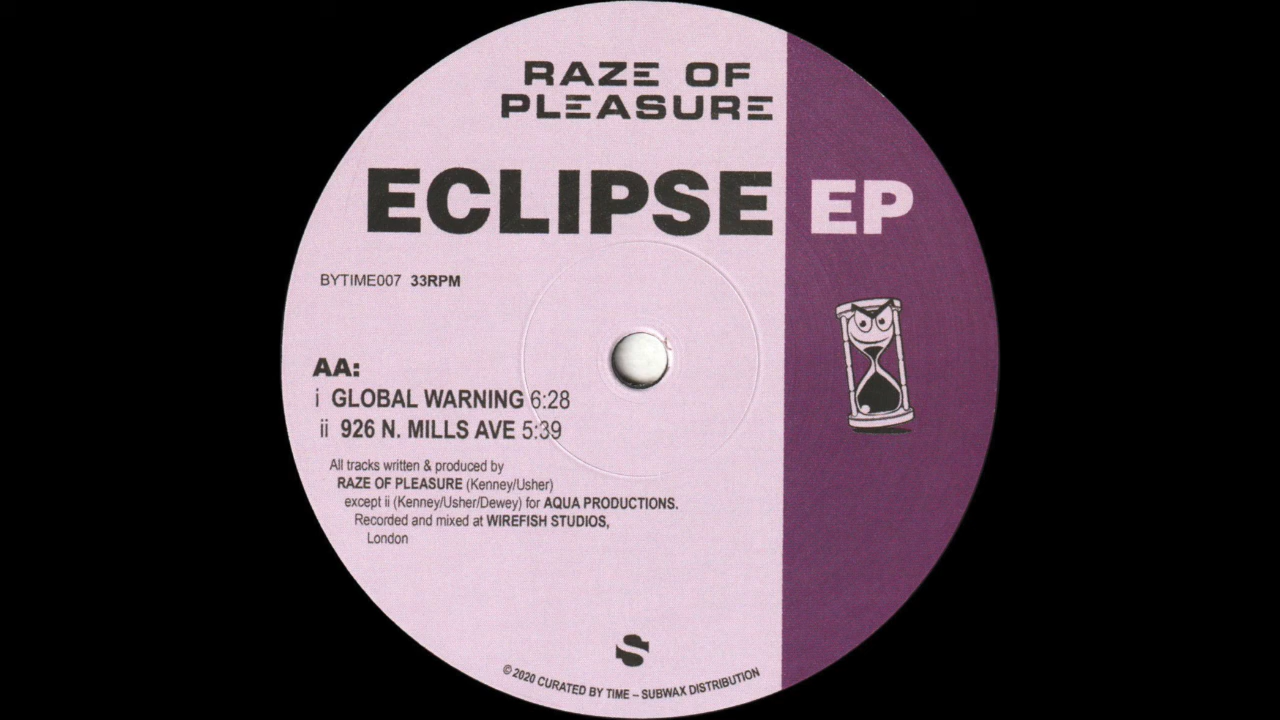 RAZE OF
PLEASURE
ECLIPSE EP
BYTIME007 33RPM
AA:
i GLOBAL WARNING 6:28
ii 926 N. MILLS AVE 5:39
All tracks written & produced by
RAZE OF PLEASURE (Kenney/Usher)
except ii (Kenney/Usher/Dewey) for AQUA PRODUCTIONS.
Recorded and mixed at WIREFISH STUDIOS,
London
S
© 2020 CURATED BY TIME – SUBWAX DISTRIBUTION